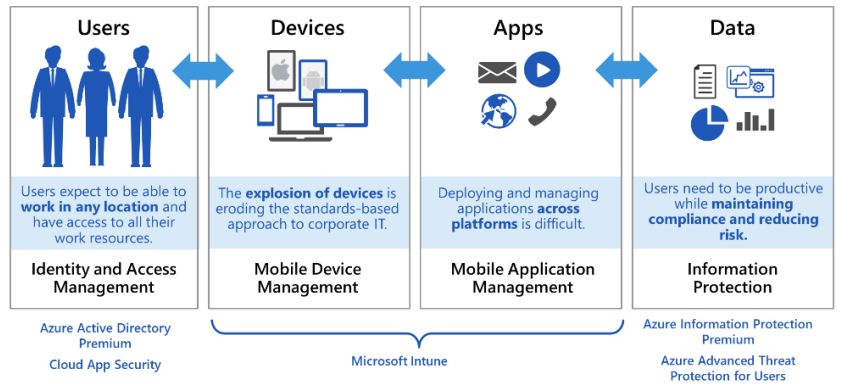 Users
Users expect to be able to
work in any location and
have access to all their
work resources.
Identity and Access
Management
Azure Active Directory
Premium
Cloud App Security
Devices
The explosion of devices is
eroding the standards-based
approach to corporate IT.
Mobile Device
Management
Apps
Deploying and managing
applications across
platforms is difficult.
Mobile Application
Management
Microsoft Intune
Data
Users need to be productive
while maintaining
compliance and reducing
risk.
Information
Protection
Azure Information Protection
Premium
Azure Advanced Threat
Protection for Users